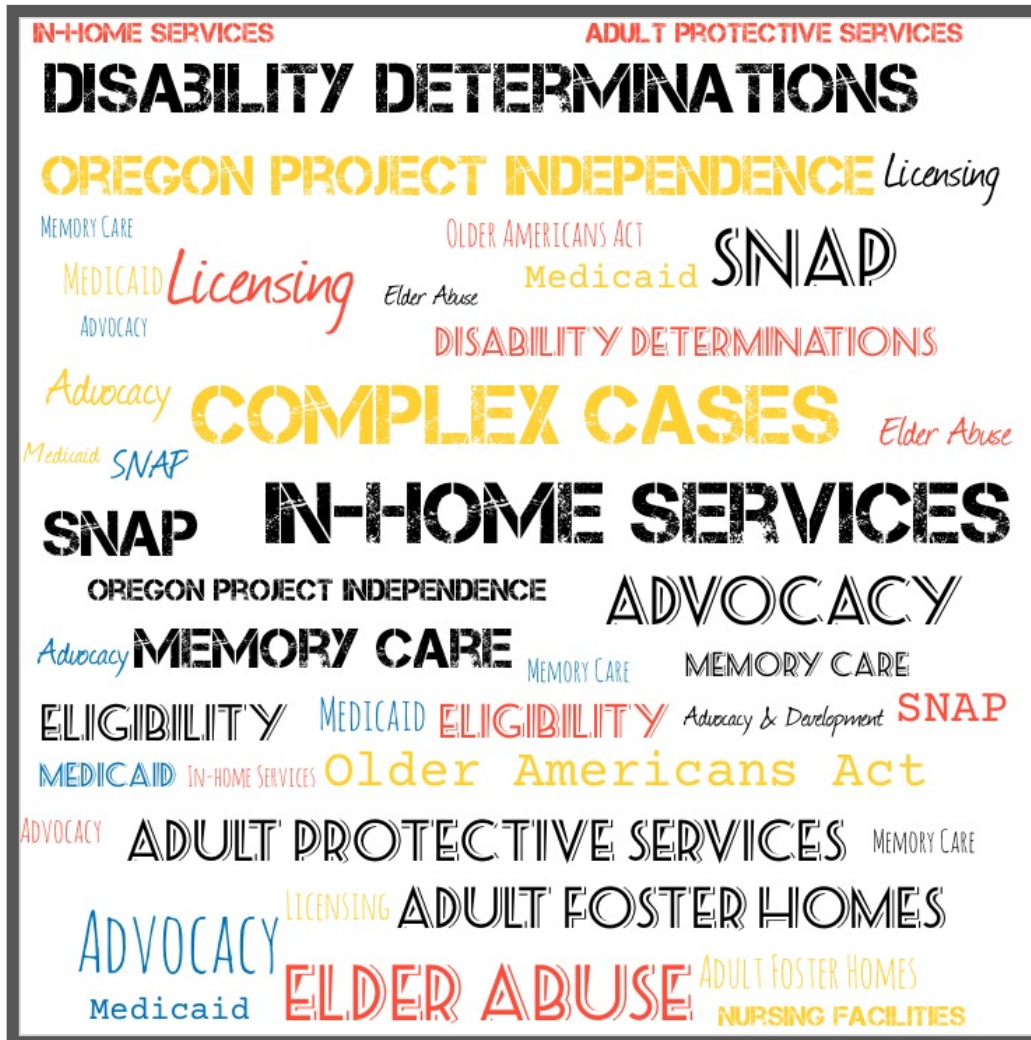 IN-HOME SERVICES ADULT PROTECTIVE SERVICES
DISABILITY DETERMINATIONS
OREGON PROJECT INDEPENDENCE Licensing
MEMORY CARE OLDER AMERICANS ACT SNAP
MEDICAID Licensing Elder Abuse Medicaid
ADVOCACY DISABILITY DETERMINATIONS
Advocacy COMPLEX CASES Elder Abuse
Medicaid SNAP
SNAP IN-HOME SERVICES
OREGON PROJECT INDEPENDENCE ADVOCACY
Advocacy MEMORY CARE MEMORY CARE MEMORY CARE
ELIGIBILITY MEDICAID ELIGIBILITY Advocacy & Development SNAP
MEDICAID IN-HOME SERVICES Older Americans Act
ADVOCACY ADULT PROTECTIVE SERVICES MEMORY CARE
LICENSING ADULT FOSTER HOMES
ADVOCACY ELDER ABUSE ADULT FOSTER HOMES
Medicaid NURSING FACILITIES